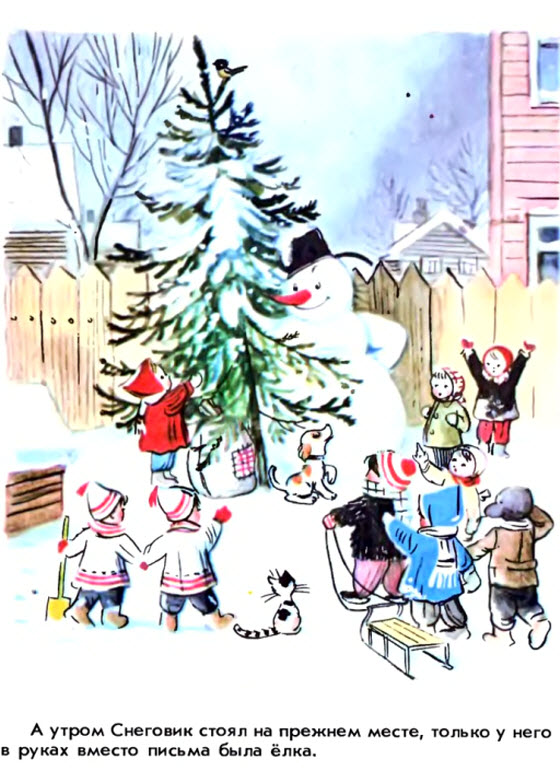 А утром Снеговик стоял на прежнем месте, только у него
в руках вместо письма была ёлка.